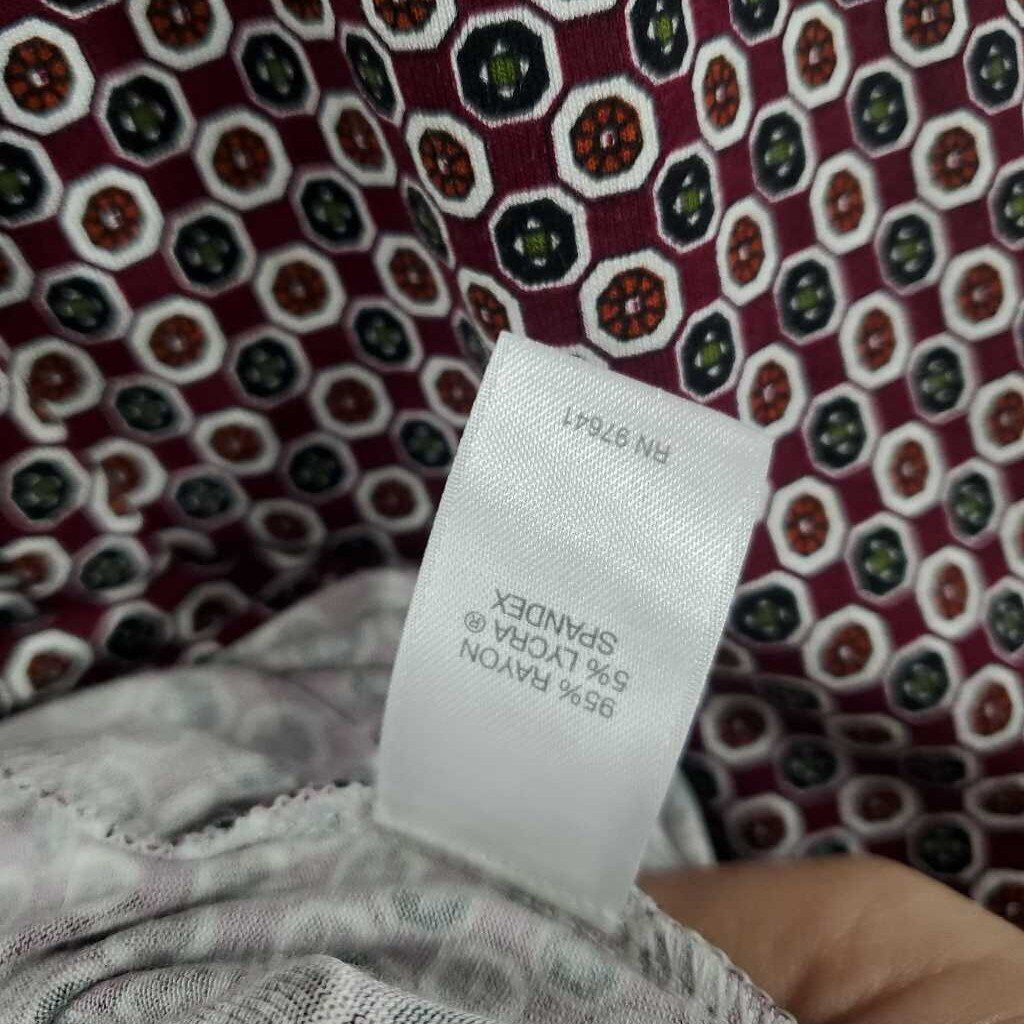 95% RAYON
5% LYCRA ®
SPANDEX
RN 97641